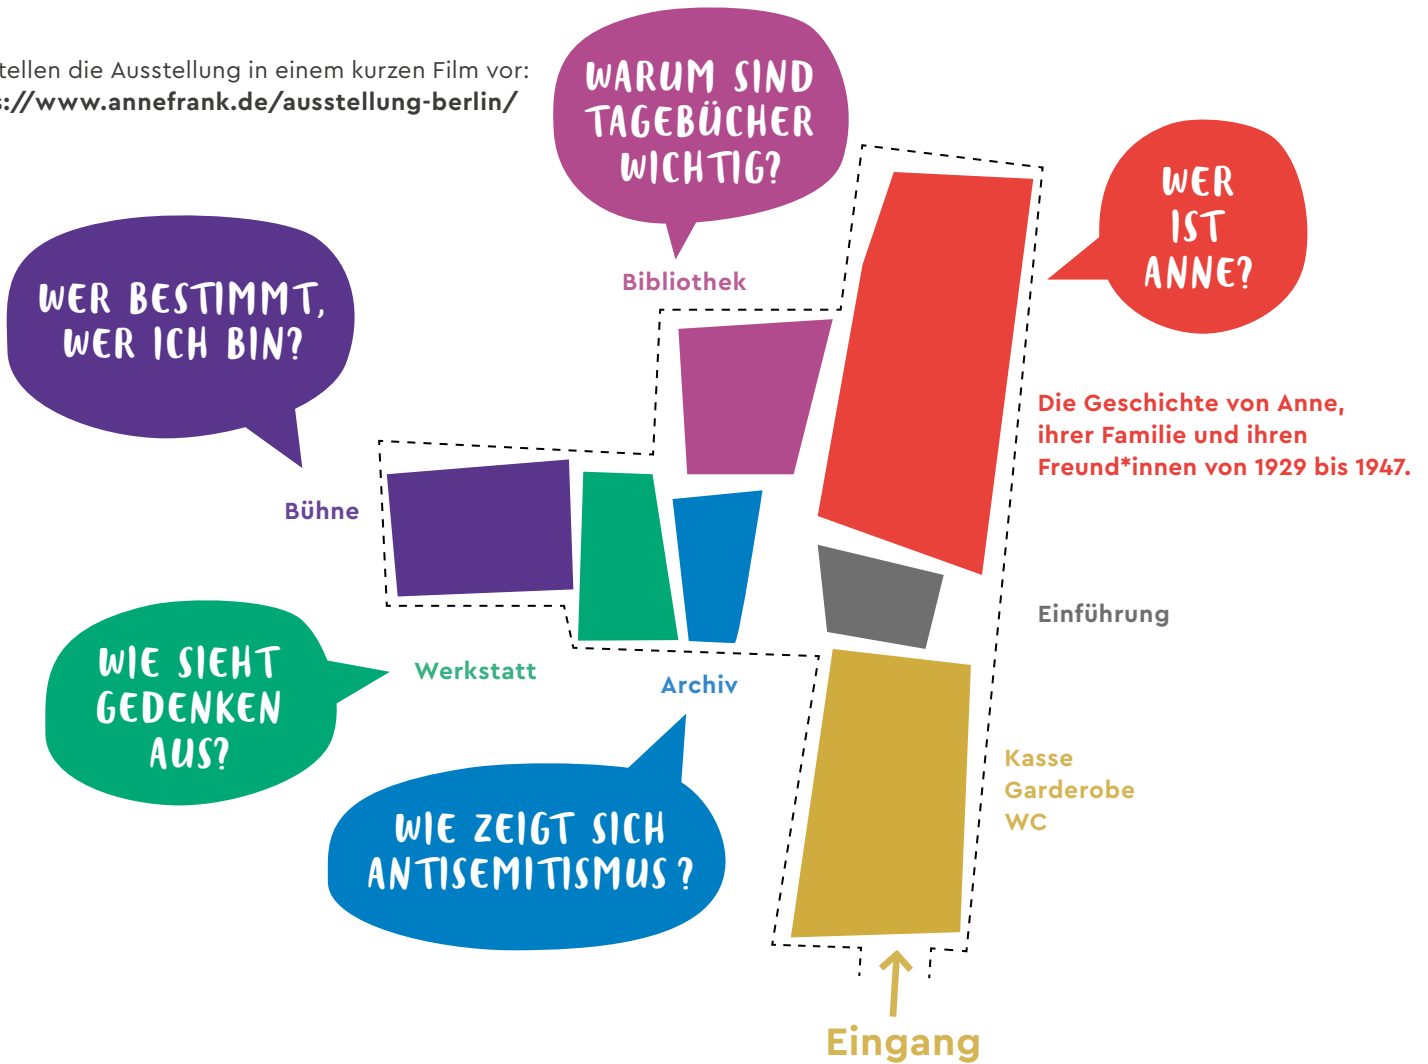 tellen die Ausstellung in einem kurzen Film vor:
s://www.annefrank.de/ausstellung-berlin/
WARUM SIND
TAGEBÜCHER
WICHTIG?
WER
IST
ANNE?
WER BESTIMMT,
WER ICH BIN?
Bibliothek
Die Geschichte von Anne,
ihrer Familie und ihren
Freund*innen von 1929 bis 1947.
Bühne
Einführung
WIE SIEHT
GEDENKEN
AUS?
Werkstatt
Archiv
Kasse
Garderobe
WC
WIE ZEIGT SICH
ANTISEMITISMUS?
Eingang